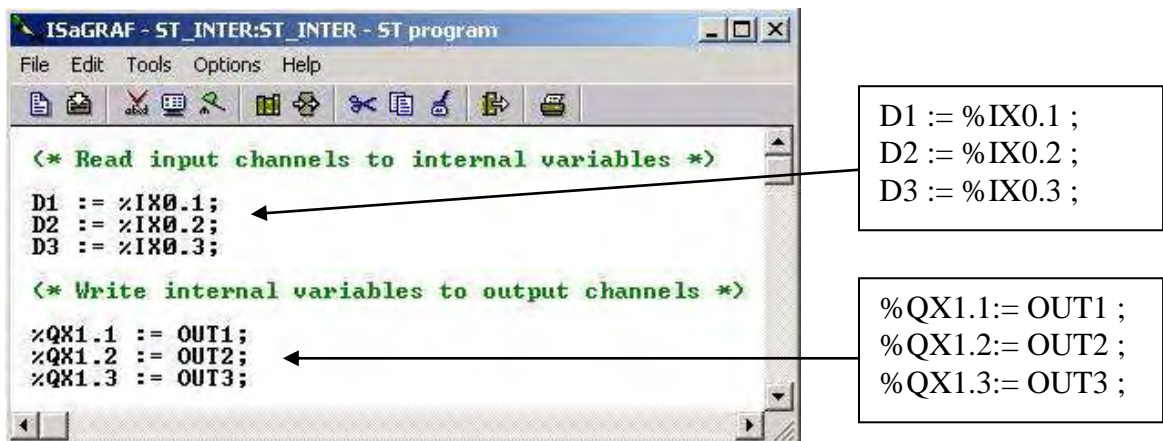 ISaGRAF - ST_INTER:ST_INTER - ST program
File Edit Tools Options Help
(* Read input channels to internal variables *)
D1 := %IX0.1;
D2 := %IX0.2;
D3 := %IX0.3;
(* Write internal variables to output channels *)
%QX1.1 := OUT1;
%QX1.2 := OUT2;
%QX1.3 := OUT3;
D1 := %IX0.1 ;
D2 := %IX0.2 ;
D3 := %IX0.3 ;
%QX1.1:= OUT1 ;
%QX1.2:= OUT2 ;
%QX1.3:= OUT3 ;